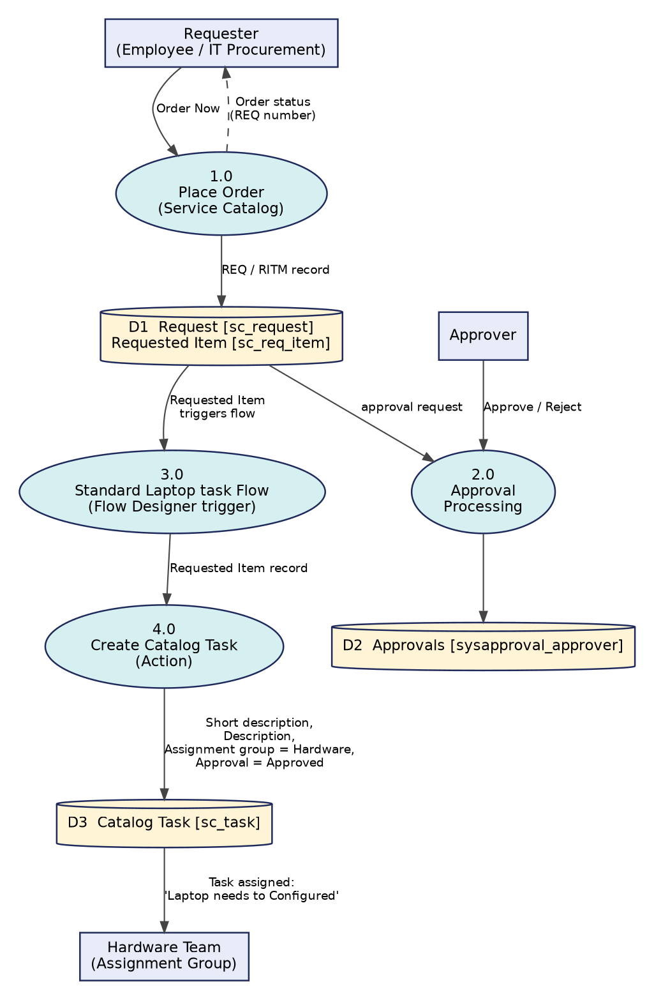 Requester
(Employee / IT Procurement)
Order Now
Order status
(REQ number)
1.0
Place Order
(Service Catalog)
REQ / RITM record
D1  Request [sc_request]
Requested Item [sc_req_item]
Approver
Requested Item
triggers flow
approval request
Approve / Reject
3.0
Standard Laptop task Flow
(Flow Designer trigger)
2.0
Approval
Processing
Requested Item record
4.0
Create Catalog Task
(Action)
D2  Approvals [sysapproval_approver]
Short description,
Description,
Assignment group = Hardware,
Approval = Approved
D3  Catalog Task [sc_task]
Task assigned:
'Laptop needs to Configured'
Hardware Team
(Assignment Group)